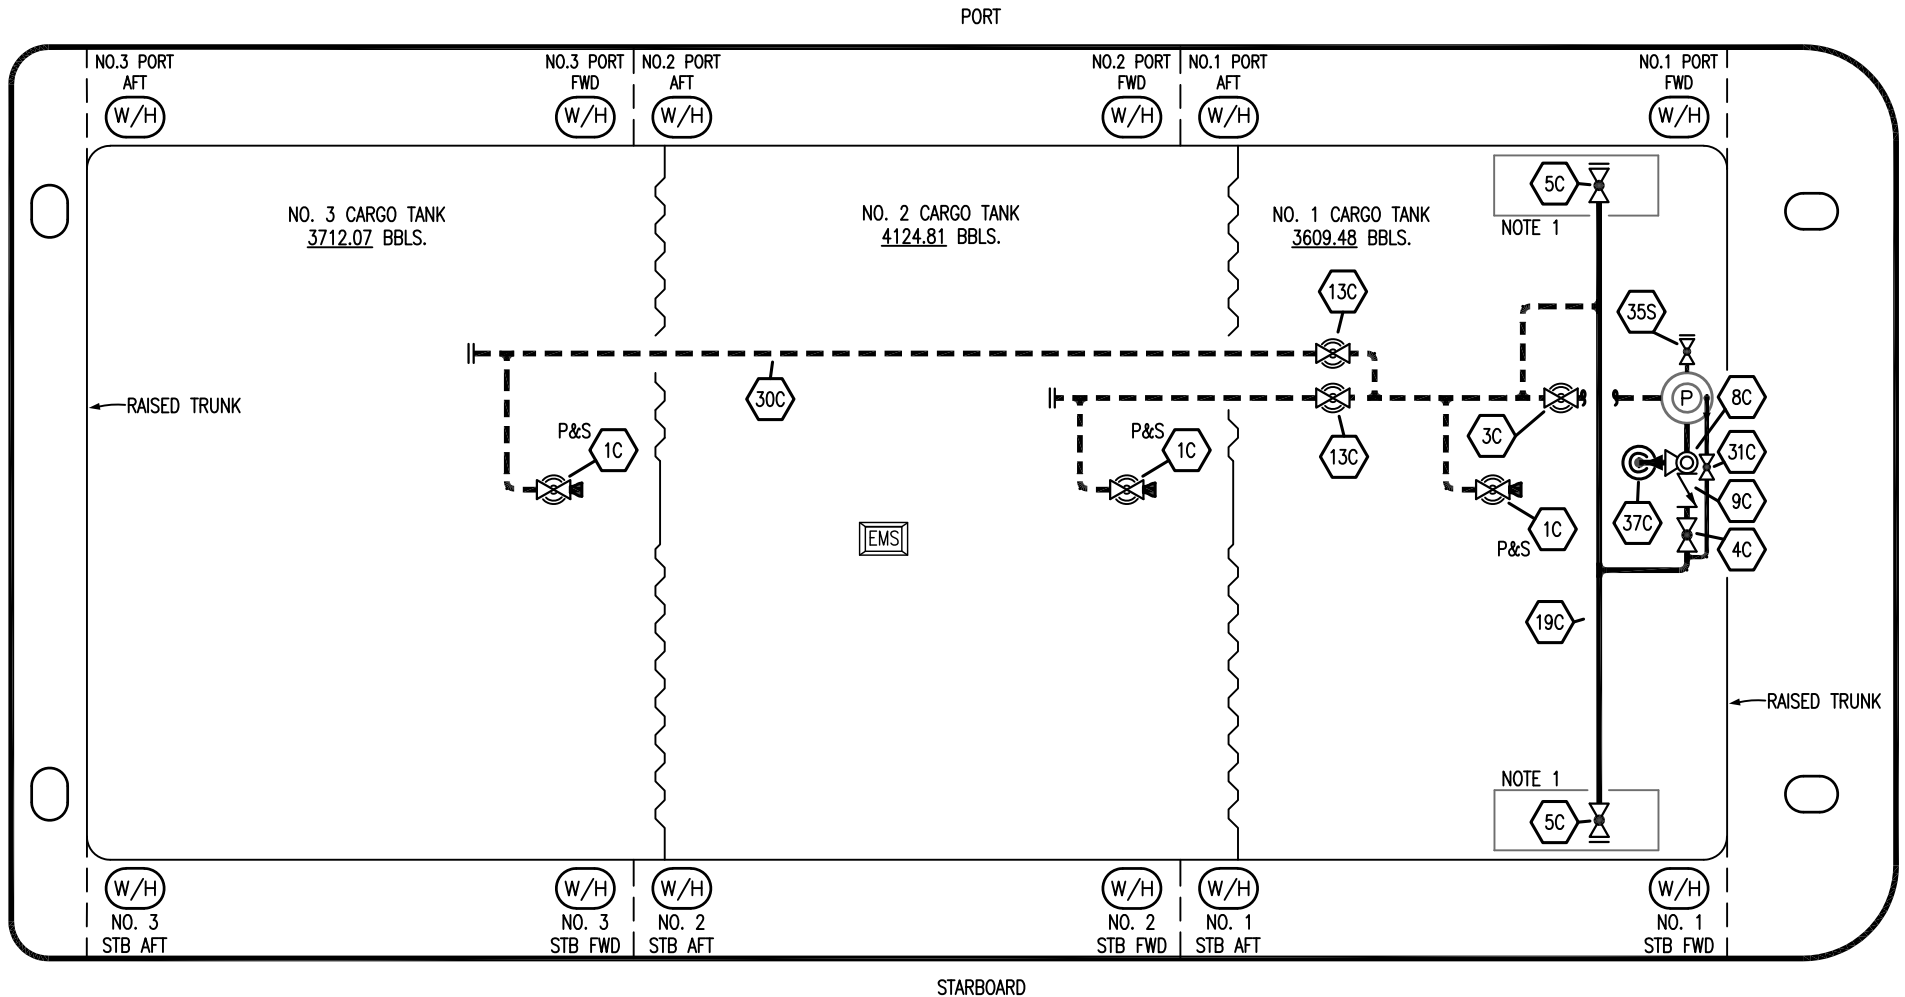 PORT
NO.3 PORT
AFT
W/H
NO.3 PORT
FWD
W/H
NO.2 PORT
AFT
W/H
NO.2 PORT
FWD
W/H
NO.1 PORT
AFT
W/H
NO.1 PORT
FWD
W/H
NO. 3 CARGO TANK
3712.07 BBLS.
NO. 2 CARGO TANK
4124.81 BBLS.
NO. 1 CARGO TANK
3609.48 BBLS.
5C
NOTE 1
13C
35S
30C
RAISED TRUNK
P
8C
P&S
1C
P&S
1C
13C
3C
31C
9C
37C
1C
P&S
4C
EMS
19C
RAISED TRUNK
NOTE 1
5C
W/H
NO. 3
STB AFT
W/H
NO. 3
STB FWD
W/H
NO. 2
STB AFT
W/H
NO. 2
STB FWD
W/H
NO. 1
STB AFT
W/H
NO. 1
STB FWD
STARBOARD